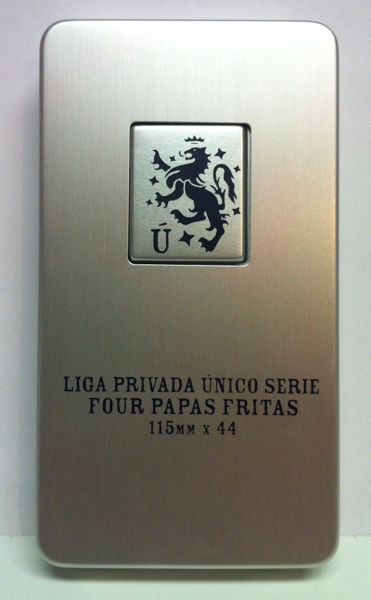 Ú
LIGA PRIVADA ÚNICO SERIE
FOUR PAPAS FRITAS
115MM X 44